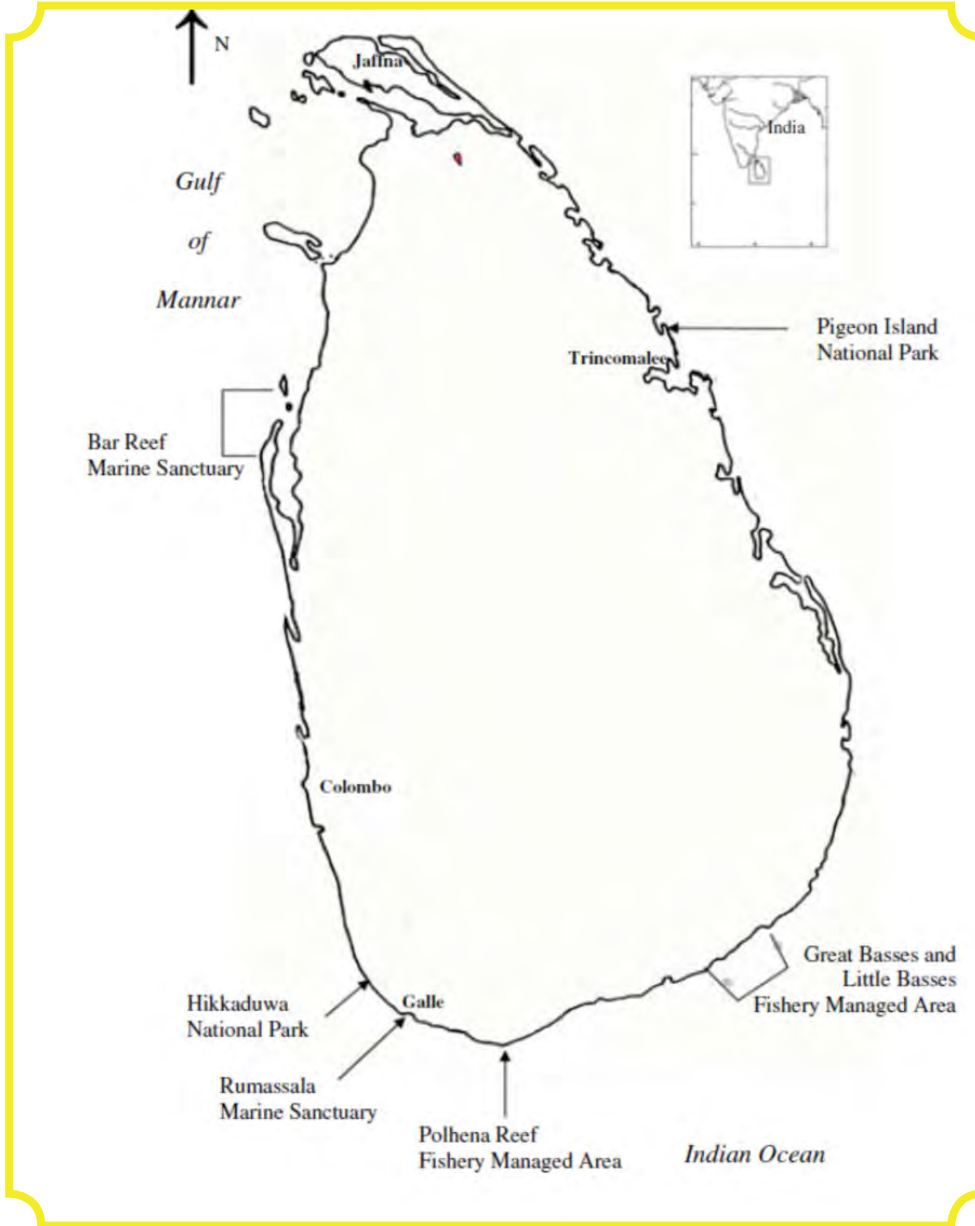 N
Jaffna
India
Gulf
of
Mannar
Pigeon Island
National Park
Trincomalee
Bar Reef
Marine Sanctuary
Colombo
Great Basses and
Little Basses
Fishery Managed Area
Hikkaduwa
National Park
Galle
Rumassala
Marine Sanctuary
Polhena Reef
Fishery Managed Area
Indian Ocean